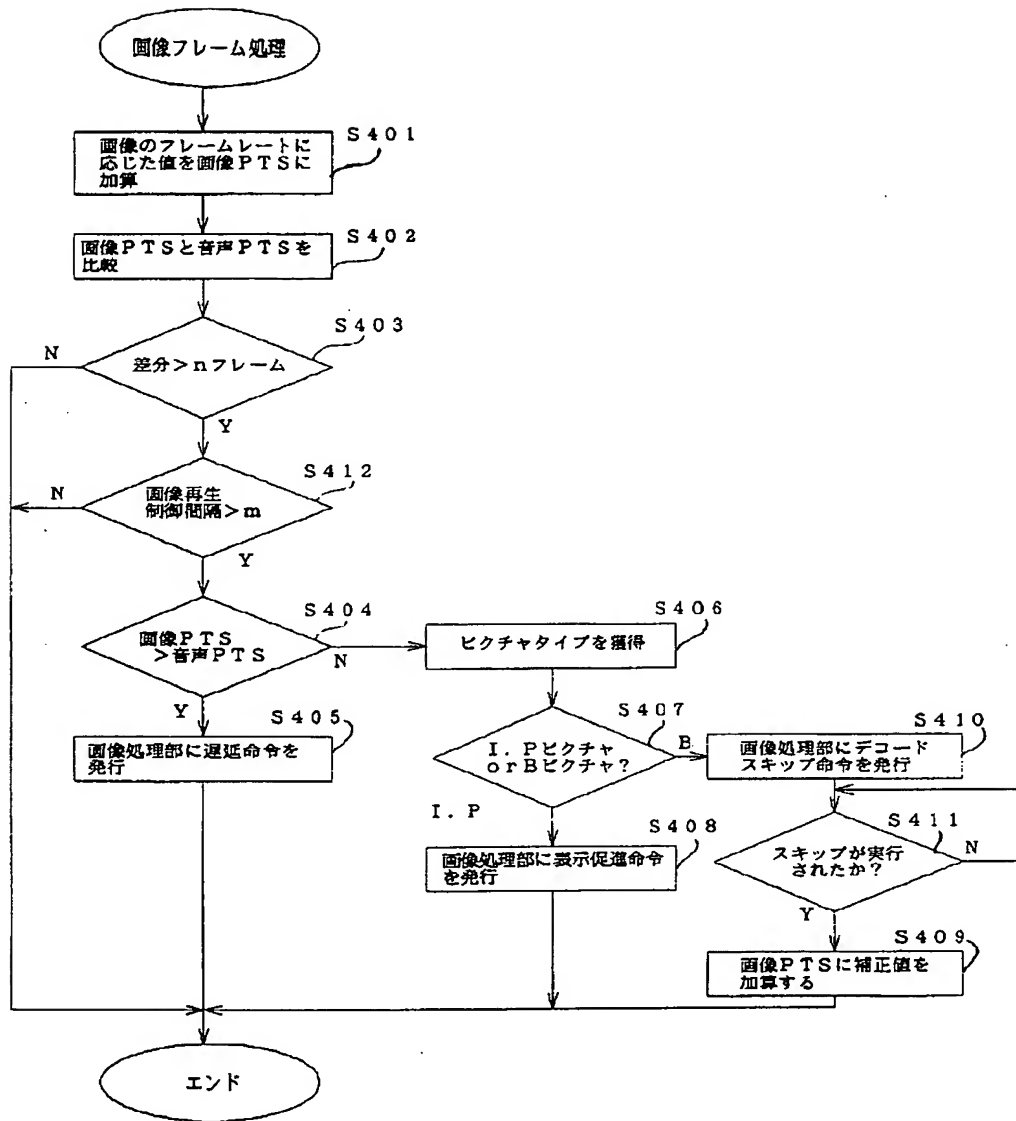 画像フレーム処理
S401
画像のフレームレートに
応じた値を画像PTSに
加算
S402
画像PTSと音声PTSを
比較
S403
N
差分>nフレーム
Y
S412
N
画像再生
制御間隔>m
Y
S404
画像PTS
>音声PTS
N
Y
S405
画像処理部に遅延命令を
発行
S406
ピクチャタイプを獲得
S407
I.Pピクチャ
orBピクチャ?
B
I.P
S408
画像処理部に表示促進命令
を発行
S410
画像処理部にデコード
スキップ命令を発行
S411
スキップが実行
されたか?
N
Y
S409
画像PTSに補正値を
加算する
エンド